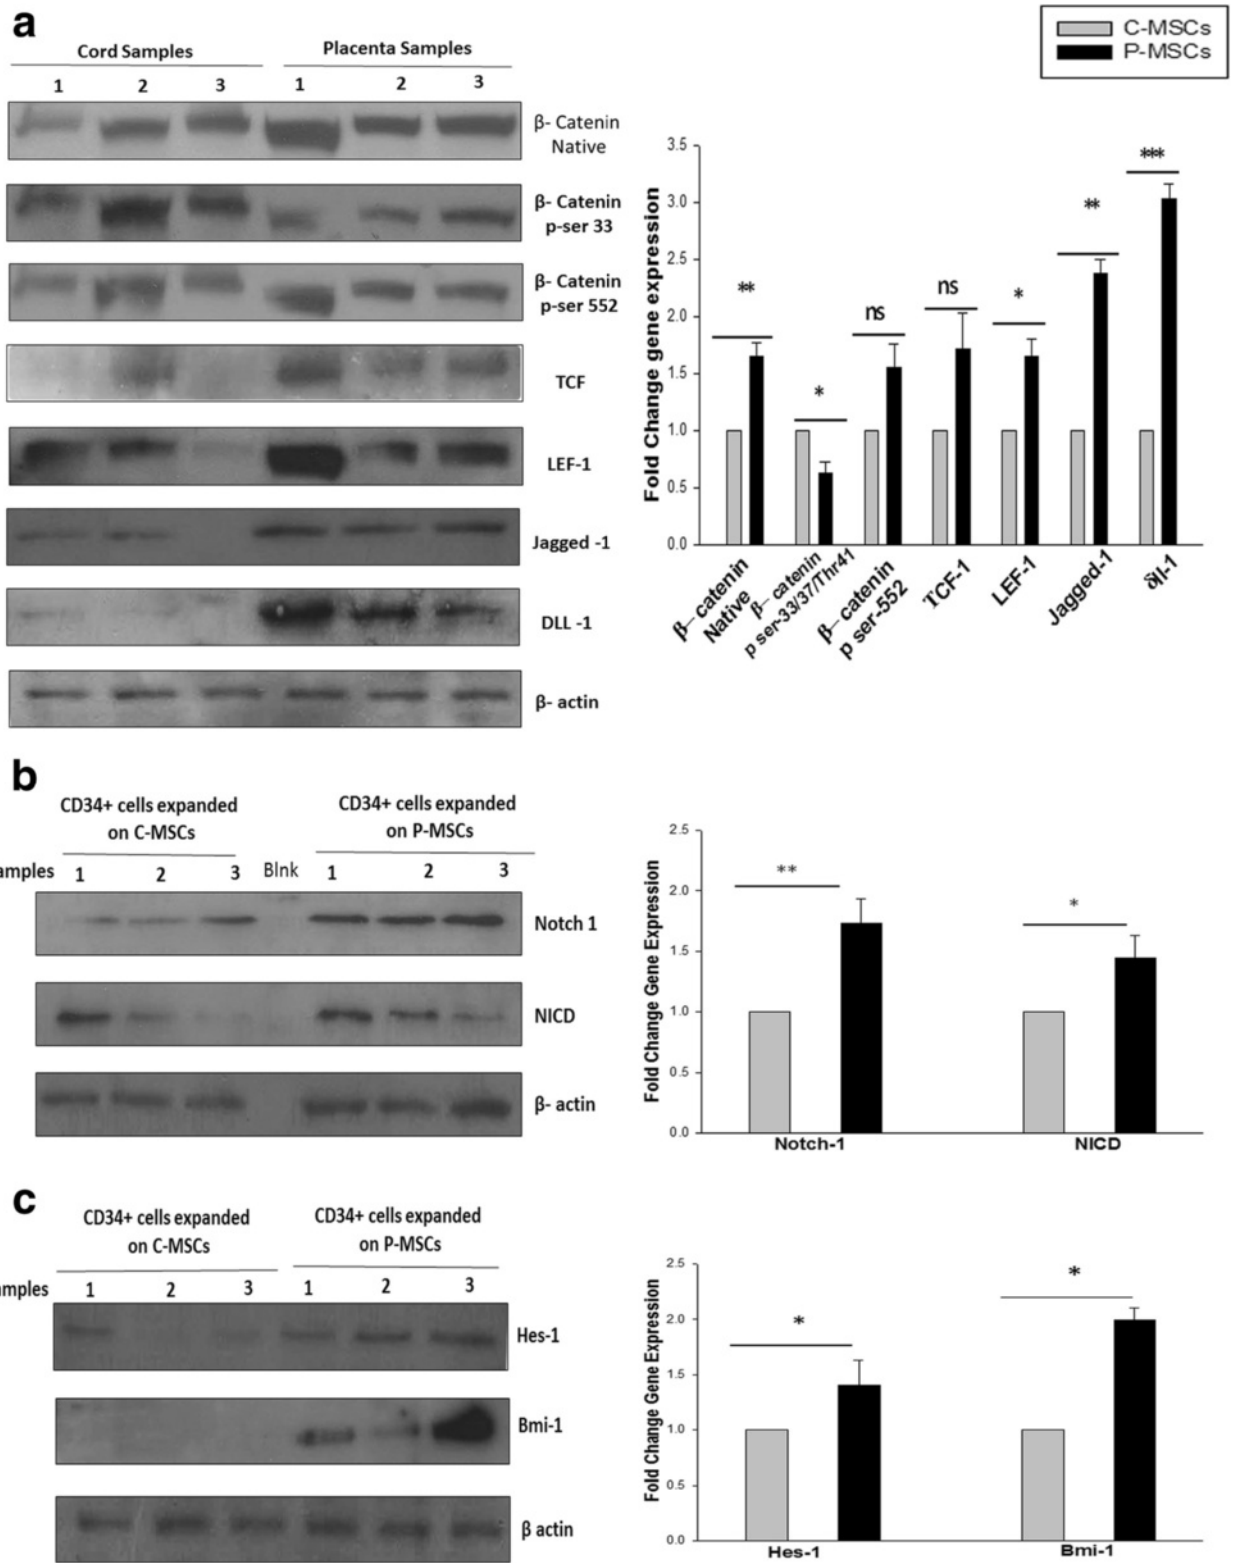 a
Cord Samples
Placenta Samples
1 2 3 1 2 3
β- Catenin
Native
β- Catenin
p-ser 33
β- Catenin
p-ser 552
TCF
LEF-1
Jagged -1
DLL -1
β- actin
C-MSCs
P-MSCs
Fold Change gene expression
3.5
3.0
2.5
2.0
1.5
1.0
0.5
0.0
**
*
ns
ns
*
**
***
β– catenin
Native
β– catenin
p ser-33/37/Thr41
β– catenin
p ser-552
TCF-1
LEF-1
Jagged-1
δll-1
b
CD34+ cells expanded
on C-MSCs
CD34+ cells expanded
on P-MSCs
amples 1 2 3 Blnk 1 2 3
Notch 1
NICD
β- actin
Fold Change Gene Expression
2.5
2.0
1.5
1.0
0.5
0.0
**
*
Notch-1
NICD
c
CD34+ cells expanded
on C-MSCs
CD34+ cells expanded
on P-MSCs
amples 1 2 3 1 2 3
Hes-1
Bmi-1
β actin
Fold Change Gene Expression
2.5
2.0
1.5
1.0
0.5
0.0
*
*
Hes-1
Bmi-1